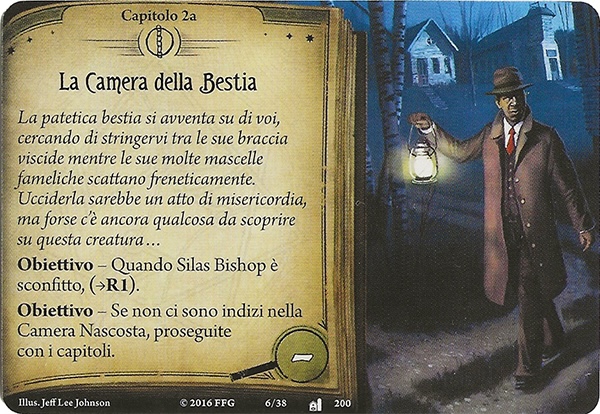 Capitolo 2a
La Camera della Bestia
La patetica bestia si avventa su di voi,
cercando di stringervi tra le sue braccia
viscide mentre le sue molte mascelle
fameliche scattano freneticamente.
Ucciderla sarebbe un atto di misericordia,
ma forse c'è ancora qualcosa da scoprire
su questa creatura…
Obiettivo – Quando Silas Bishop è
sconfitto, (→R1).
Obiettivo – Se non ci sono indizi nella
Camera Nascosta, proseguite
con i capitoli.
–
Illus. Jeff Lee Johnson © 2016 FFG 6/38 200